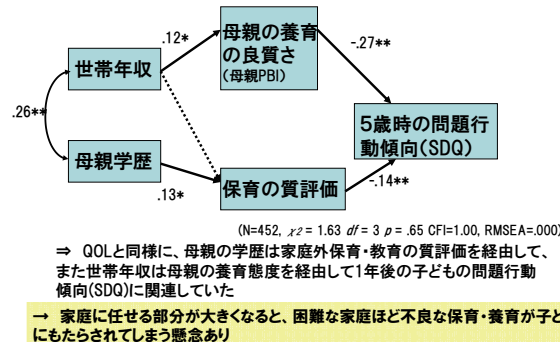 .12*
母親の養育
の良質さ
(母親PBI)
-.27**
世帯年収
.26**
5歳時の問題行
動傾向(SDQ)
母親学歴
.13*
保育の質評価
-.14**
(N=452, χ2 = 1.63 df = 3 p = .65 CFI=1.00, RMSEA=.000)
⇒ QOLと同様に、母親の学歴は家庭外保育・教育の質評価を経由して、
また世帯年収は母親の養育態度を経由して1年後の子どもの問題行動
傾向(SDQ)に関連していた
→ 家庭に任せる部分が大きくなると、困難な家庭ほど不良な保育・養育が子ど
にもたらされてしまう懸念あり